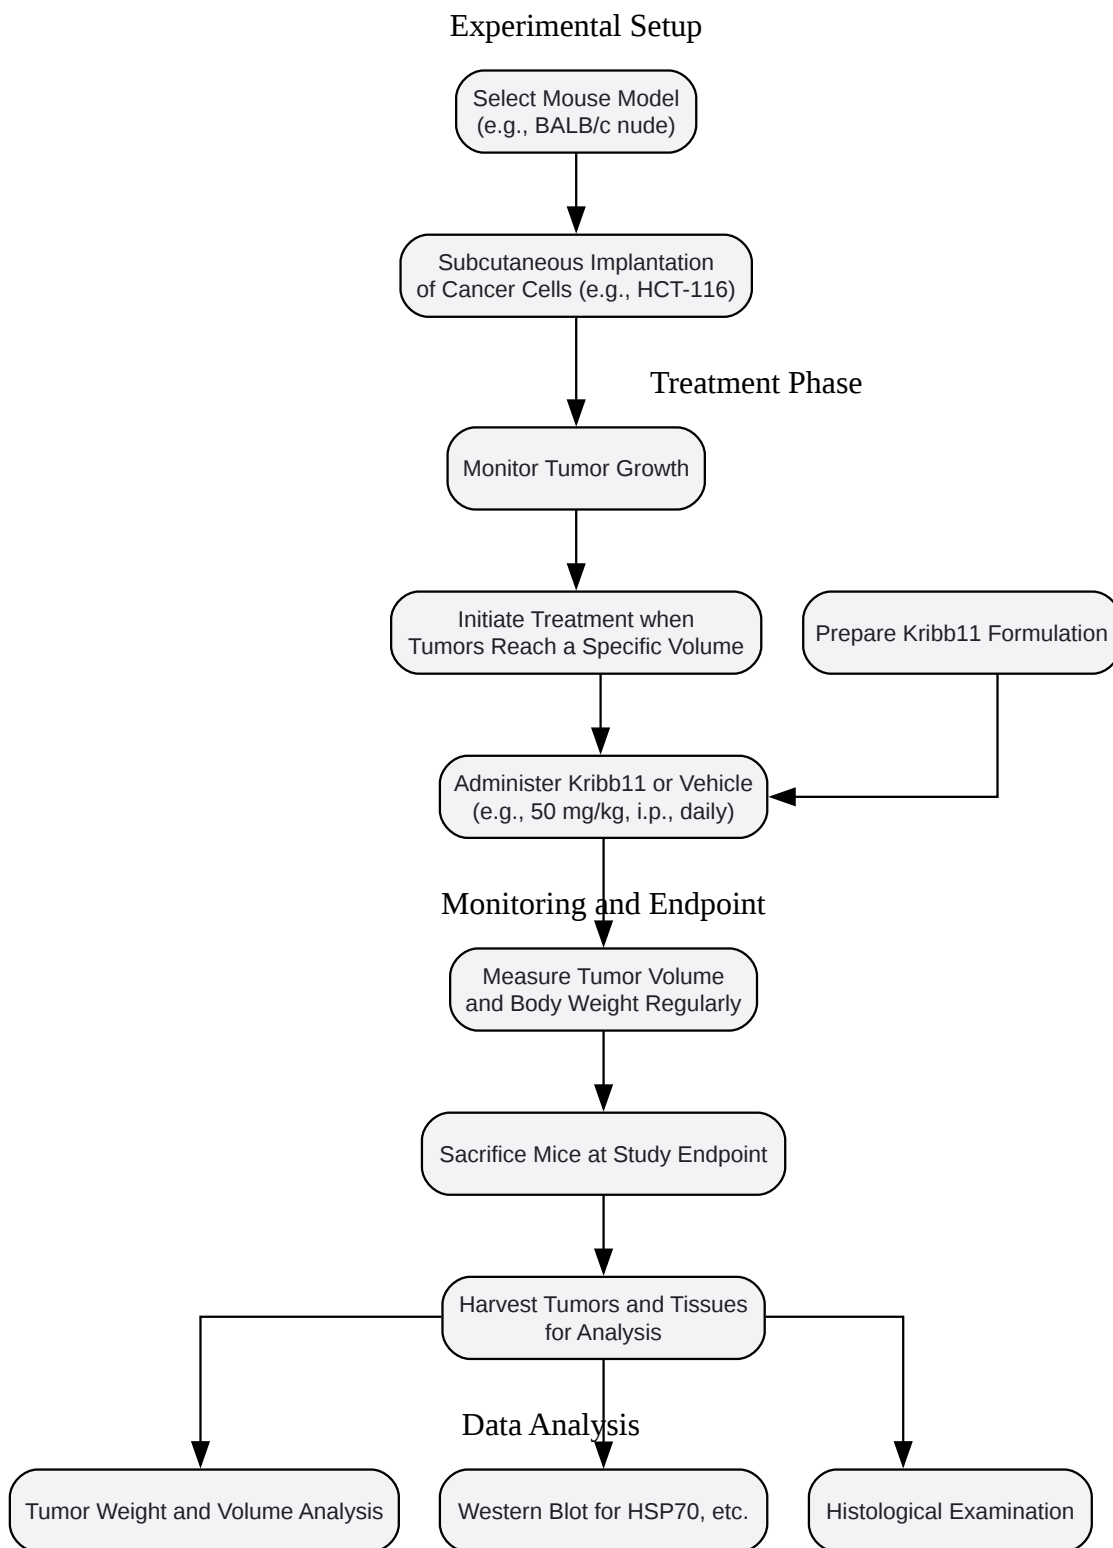 Experimental Setup
Select Mouse Model
(e.g., BALB/c nude)
Subcutaneous Implantation
of Cancer Cells (e.g., HCT-116)
Treatment Phase
Monitor Tumor Growth
Initiate Treatment when
Tumors Reach a Specific Volume
Prepare Kribb11 Formulation
Administer Kribb11 or Vehicle
(e.g., 50 mg/kg, i.p., daily)
Monitoring and Endpoint
Measure Tumor Volume
and Body Weight Regularly
Sacrifice Mice at Study Endpoint
Harvest Tumors and Tissues
for Analysis
Data Analysis
Tumor Weight and Volume Analysis
Western Blot for HSP70, etc.
Histological Examination